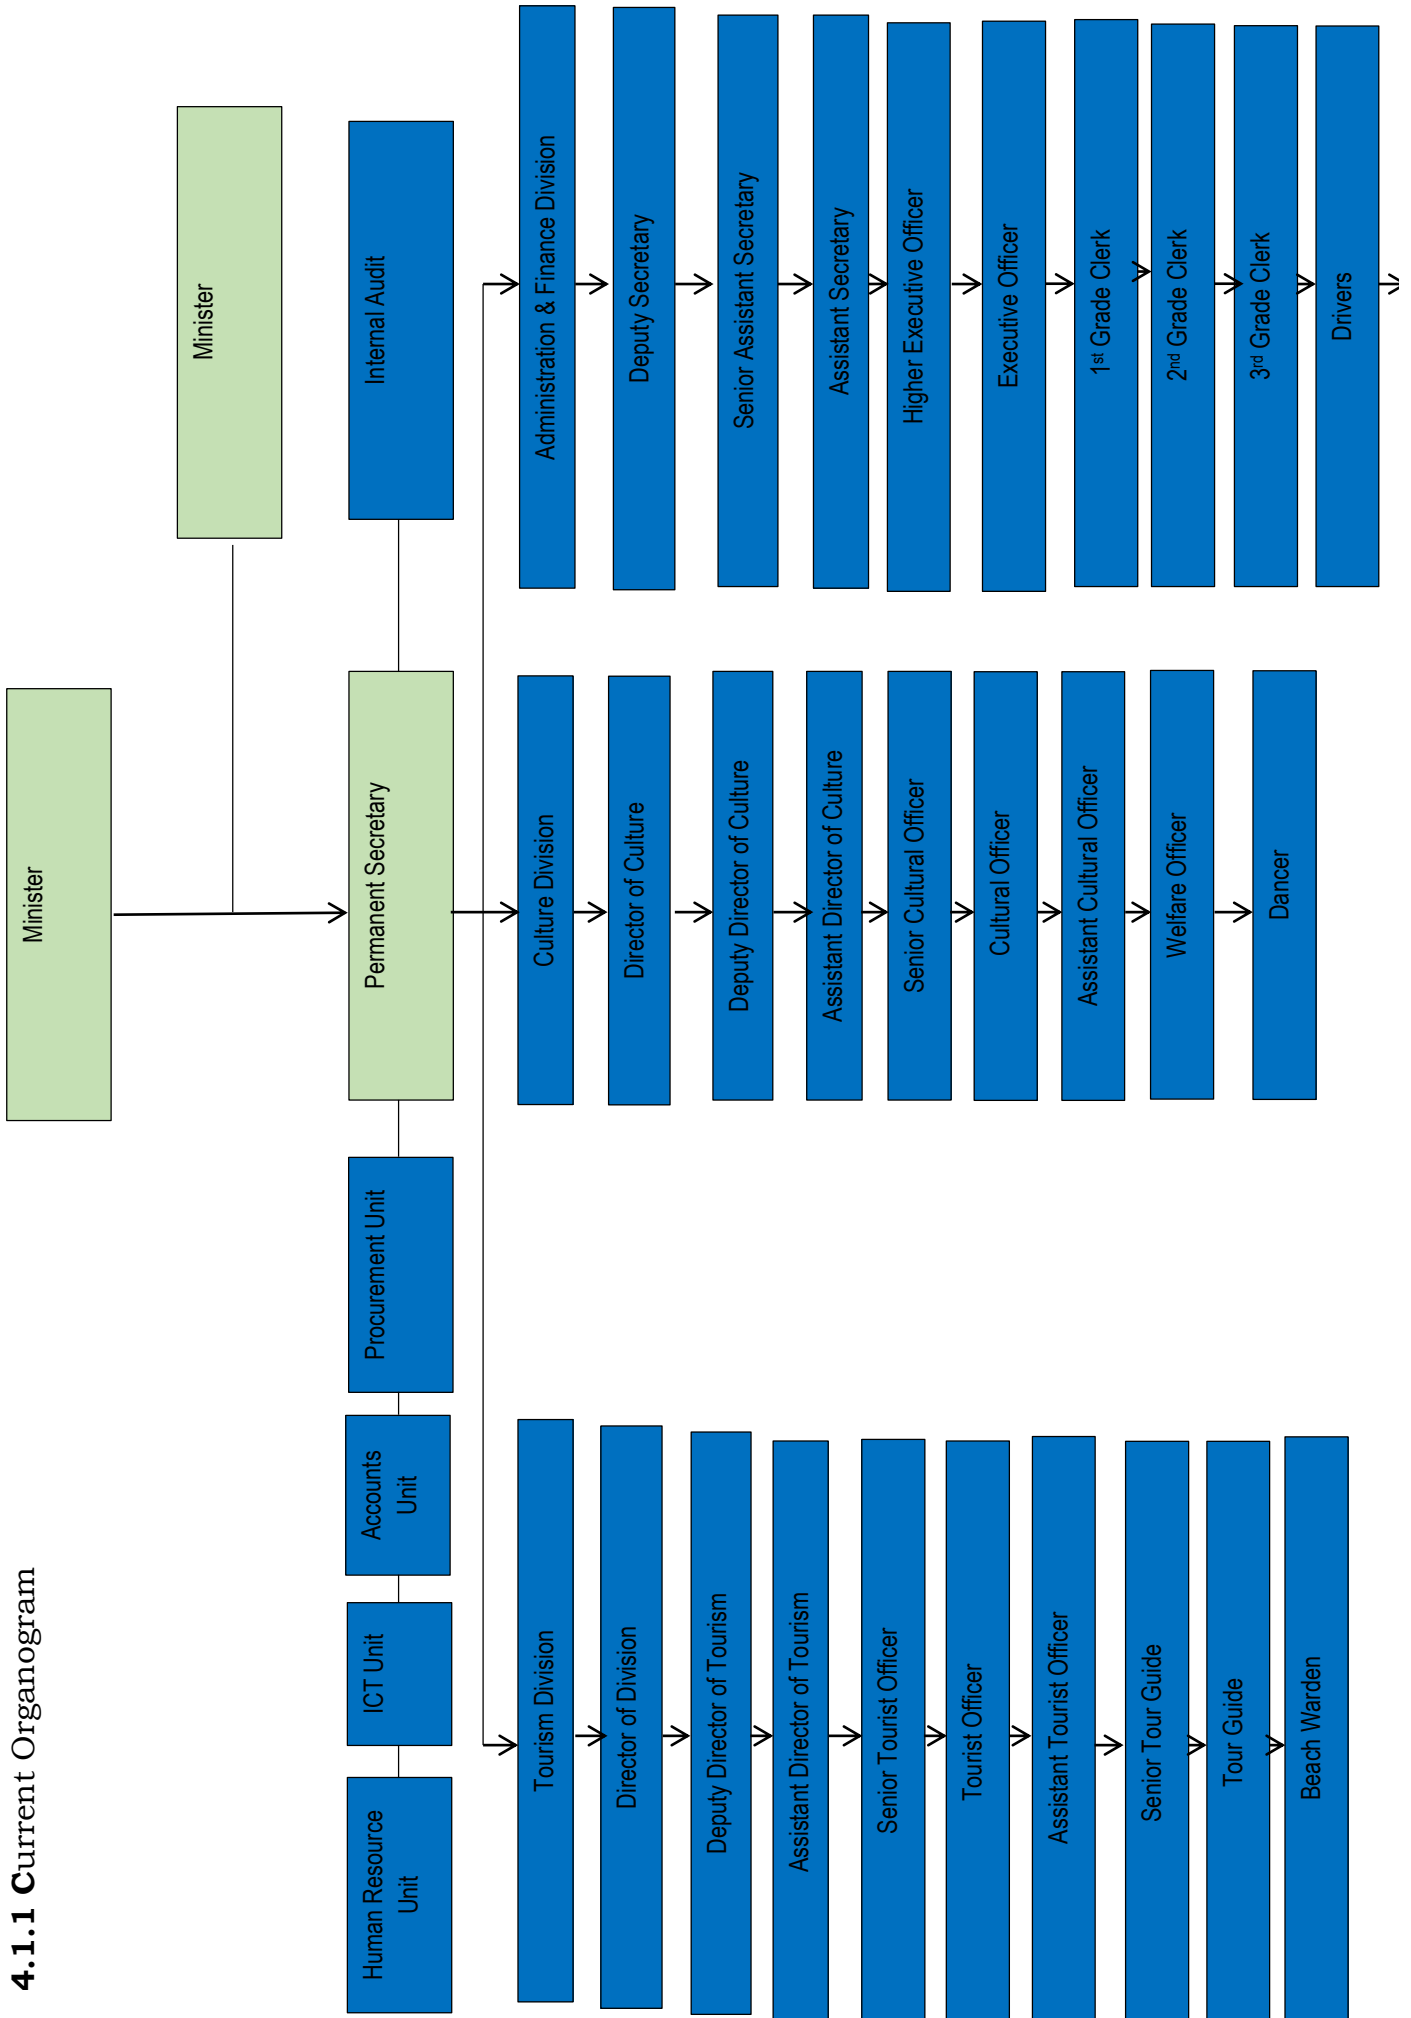 4.1.1 Current Organogram
Minister
Minister
Human Resource
Unit
ICT Unit
Accounts
Unit
Procurement Unit
Permanent Secretary
Internal Audit
Tourism Division
Director of Division
Deputy Director of Tourism
Assistant Director of Tourism
Senior Tourist Officer
Tourist Officer
Assistant Tourist Officer
Senior Tour Guide
Tour Guide
Beach Warden
Culture Division
Director of Culture
Deputy Director of Culture
Assistant Director of Culture
Senior Cultural Officer
Cultural Officer
Assistant Cultural Officer
Welfare Officer
Dancer
Administration & Finance Division
Deputy Secretary
Senior Assistant Secretary
Assistant Secretary
Higher Executive Officer
Executive Officer
1st Grade Clerk
2nd Grade Clerk
3rd Grade Clerk
Drivers